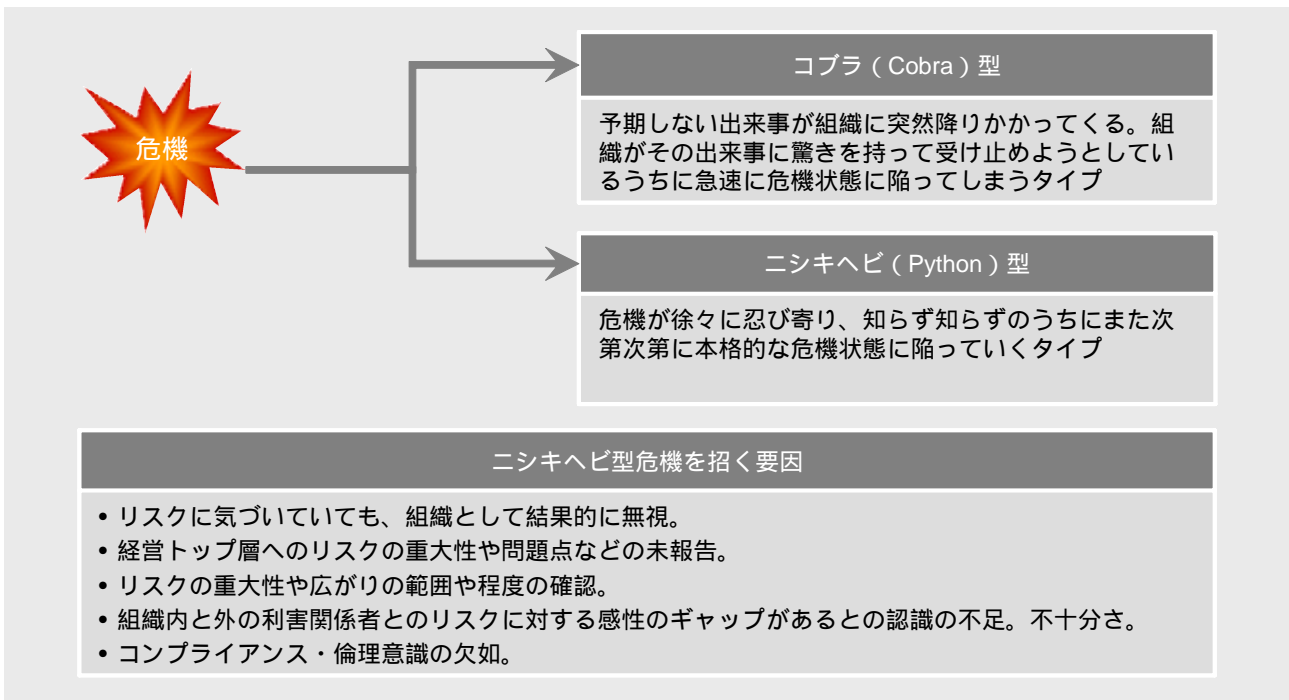 危機
コブラ（Cobra）型
予期しない出来事が組織に突然降りかかってくる。組
織がその出来事に驚きを持って受け止めようとしてい
るうちに急速に危機状態に陥ってしまうタイプ
ニシキヘビ（Python）型
危機が徐々に忍び寄り、知らず知らずのうちにまた次
第次第に本格的な危機状態に陥っていくタイプ
ニシキヘビ型危機を招く要因
• リスクに気づいていても、組織として結果的に無視。
• 経営トップ層へのリスクの重大性や問題点などの未報告。
• リスクの重大性や広がりの範囲や程度の確認。
• 組織内と外の利害関係者とのリスクに対する感性のギャップがあるとの認識の不足。不十分さ。
• コンプライアンス・倫理意識の欠如。